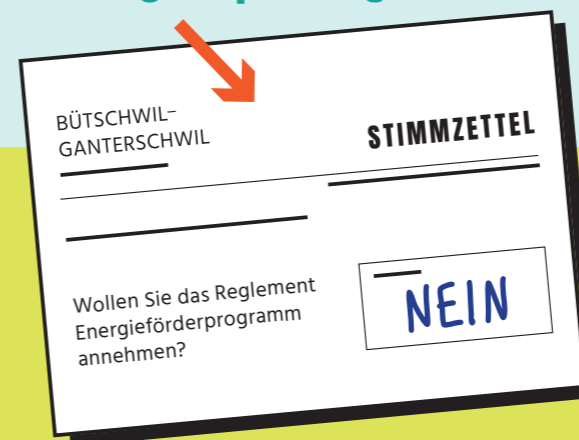 BÜTSCHWIL–
GANTERSCHWIL
STIMMZETTEL
Wollen Sie das Reglement
Energieförderprogramm
annehmen?
NEIN